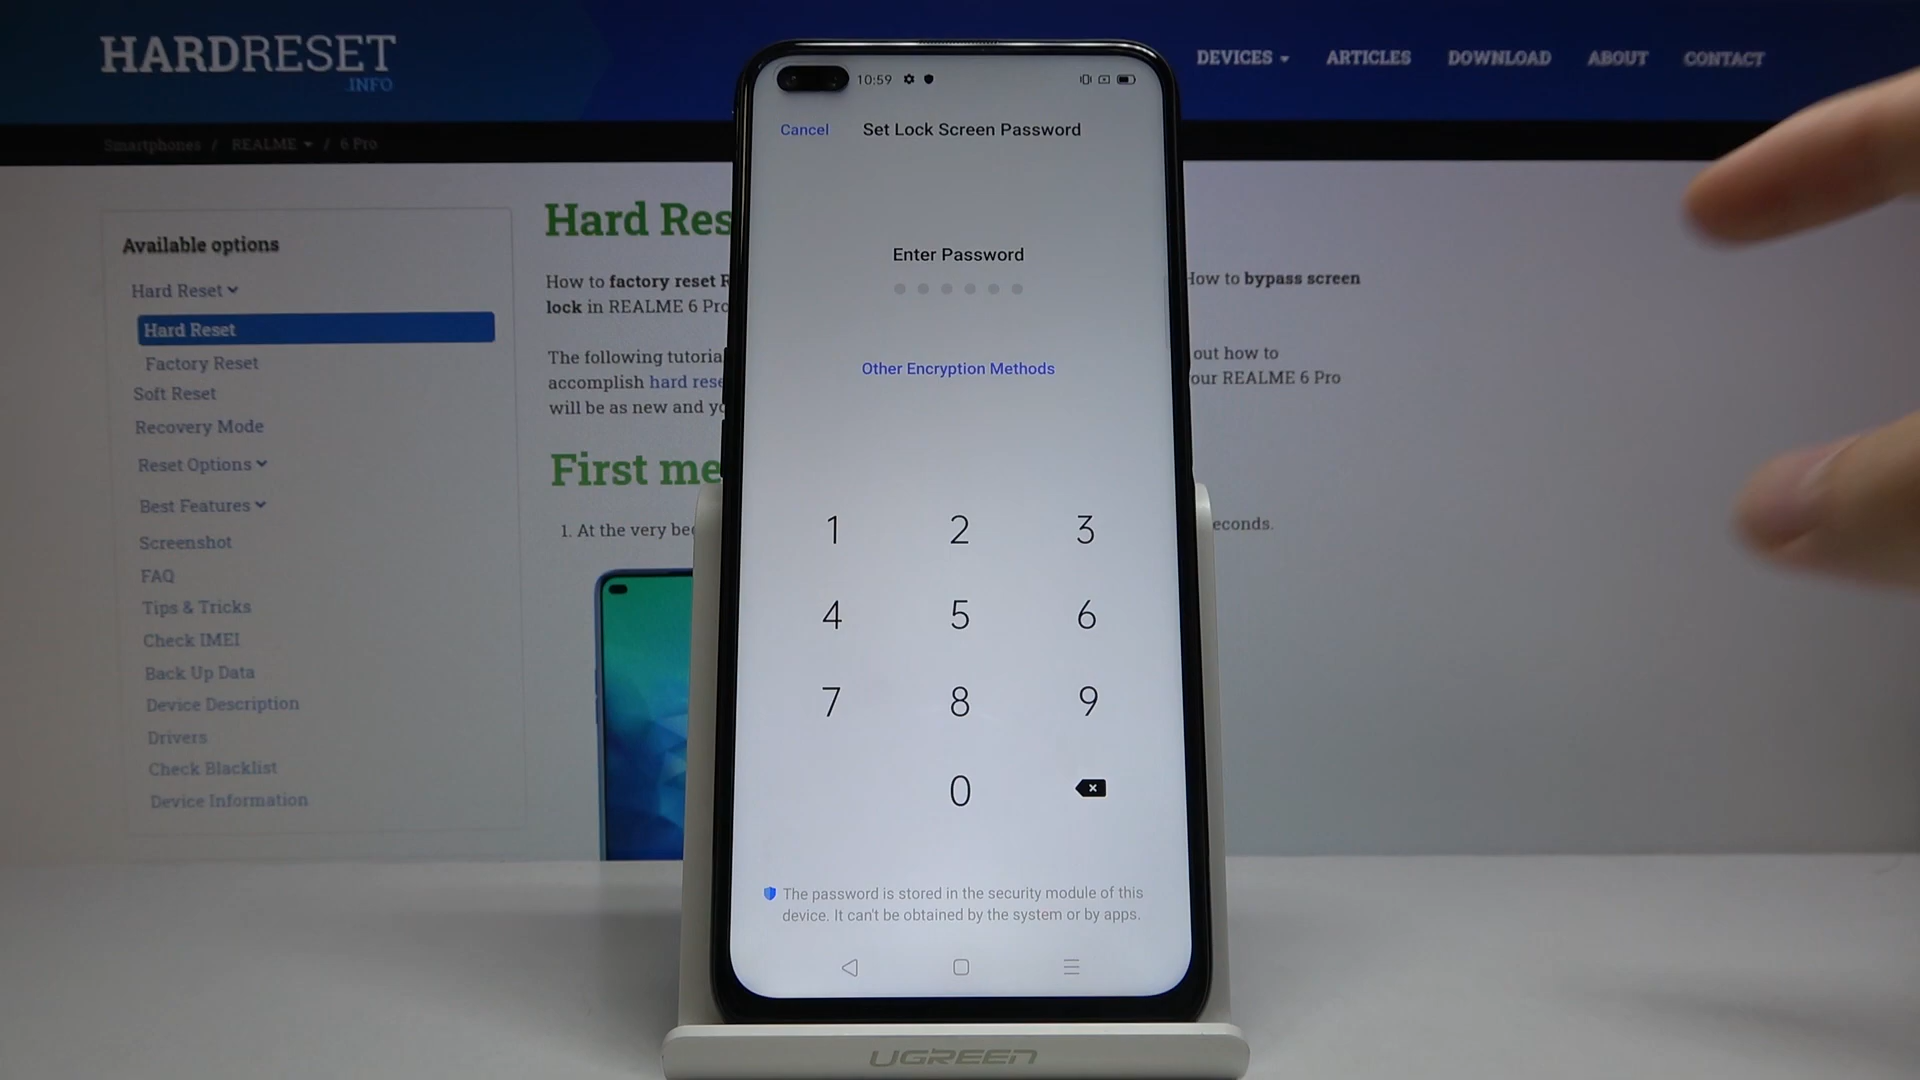 HARDRESET
.INFO
DEVICES
ARTICLES
DOWNLOAD
ABOUT
CONTACT
Smartphones / REALME / 6 Pro
Available options
Hard Reset
Hard Reset
Factory Reset
Soft Reset
Recovery Mode
Reset Options
Best Features
Screenshot
FAQ
Tips & Tricks
Check IMEI
Back Up Data
Device Description
Drivers
Check Blacklist
Device Information
Hard Res
How to factory reset R
How to bypass screen
lock in REALME 6 Pro
The following tutoria
out how to
accomplish hard rese
our REALME 6 Pro
will be as new and yo
First me
1. At the very be
econds.
10:59
Cancel
Set Lock Screen Password
Enter Password
Other Encryption Methods
1 2 3
4 5 6
7 8 9
0
The password is stored in the security module of this
device. It can't be obtained by the system or by apps.
UGREEN